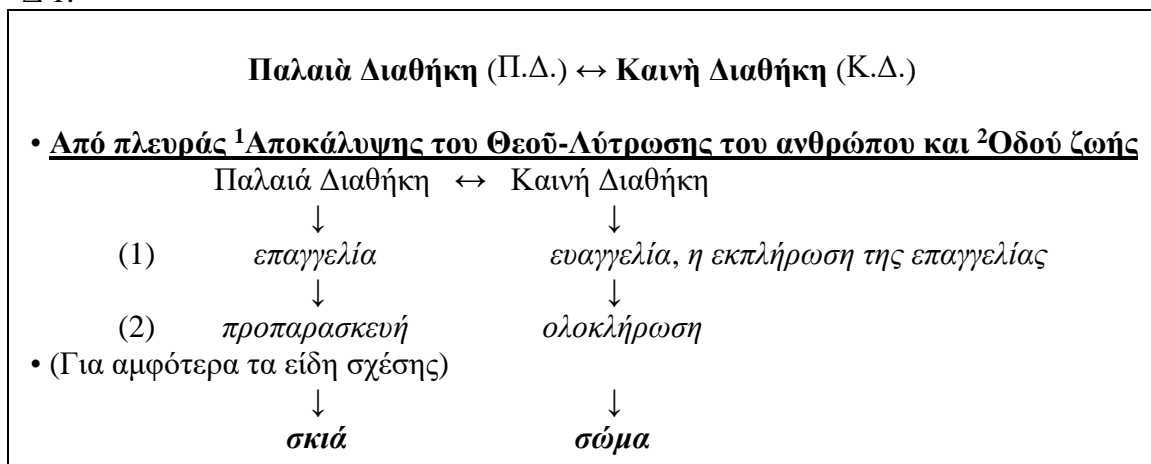 Παλαιὰ Διαθήκη (Π.Δ.) ↔ Καινὴ Διαθήκη (Κ.Δ.)
• Από πλευράς ¹Αποκάλυψης του Θεοῦ-Λύτρωσης του ανθρώπου και ²Οδού ζωής
Παλαιά Διαθήκη ↔ Καινή Διαθήκη
↓ ↓
(1) επαγγελία ευαγγελία, η εκπλήρωση της επαγγελίας
↓ ↓
(2) προπαρασκευή ολοκλήρωση
• (Για αμφότερα τα είδη σχέσης)
↓ ↓
σκιά σώμα